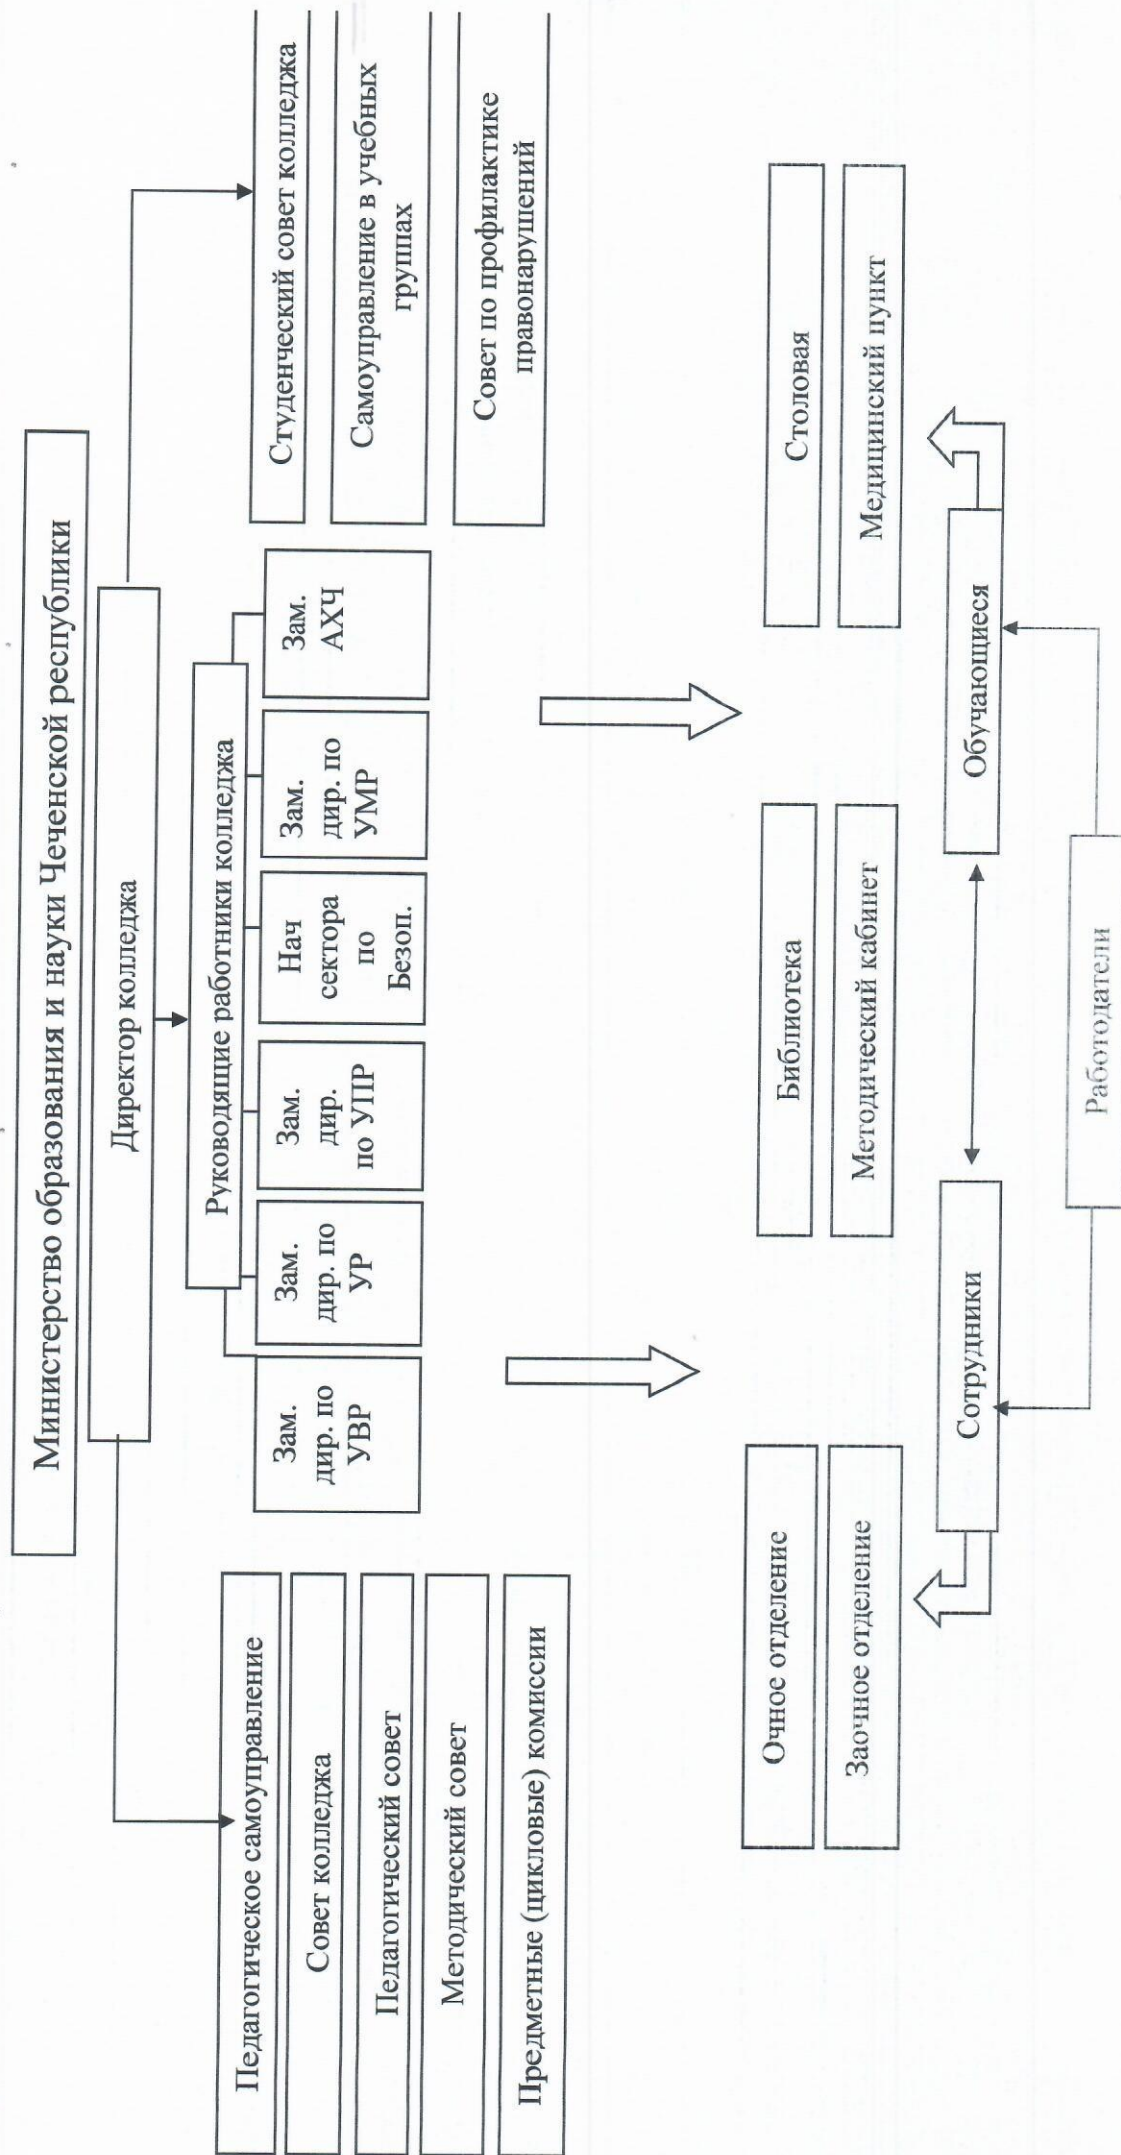 Министерство образования и науки Чеченской республики
Директор колледжа
Руководящие работники колледжа
Зам.
дир. по
УВР
Зам.
дир. по
УР
Зам.
дир.
по УПР
Нач
сектора
по
Безоп.
Зам.
дир. по
УМР
Зам.
АХЧ
Педагогическое самоуправление
Совет колледжа
Педагогический совет
Методический совет
Предметные (цикловые) комиссии
Студенческий совет колледжа
Самоуправление в учебных
группах
Совет по профилактике
правонарушений
Очное отделение
Заочное отделение
Библиотека
Методический кабинет
Столовая
Медицинский пункт
Сотрудники
Обучающиеся
Работодатели